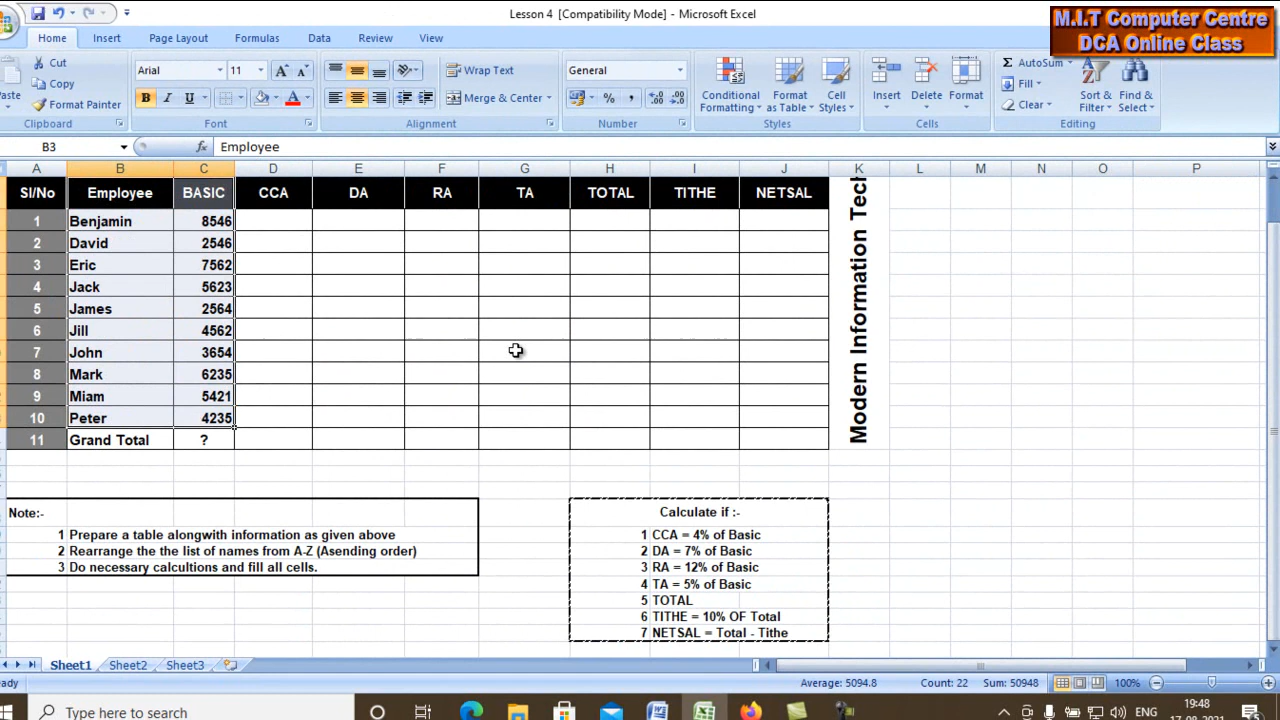 Lesson 4 [Compatibility Mode] - Microsoft Excel
M.I.T Computer Centre
DCA Online Class
Home Insert Page Layout Formulas Data Review View
Cut
Copy
Format Painter
Clipboard
Arial 11
Font
Wrap Text
Merge & Center
Alignment
General
Number
Conditional Formatting
Format as Table
Cell Styles
Styles
Insert Delete Format
Cells
AutoSum
Fill
Clear
Sort & Filter
Find & Select
Editing
B3 fx Employee
A B C D E F G H I J K L M N O P
Sl/No Employee BASIC CCA DA RA TA TOTAL TITHE NETSAL
1 Benjamin 8546
2 David 2546
3 Eric 7562
4 Jack 5623
5 James 2564
6 Jill 4562
7 John 3654
8 Mark 6235
9 Miam 5421
10 Peter 4235
11 Grand Total ?
Modern Information Tech
Note:-
1 Prepare a table alongwith information as given above
2 Rearrange the the list of names from A-Z (Asending order)
3 Do necessary calcultions and fill all cells.
Calculate if :-
1 CCA = 4% of Basic
2 DA = 7% of Basic
3 RA = 12% of Basic
4 TA = 5% of Basic
5 TOTAL
6 TITHE = 10% OF Total
7 NETSAL = Total - Tithe
Sheet1 Sheet2 Sheet3
eady Average: 5094.8 Count: 22 Sum: 50948 100%
Type here to search
ENG
19:48
17-08-2021